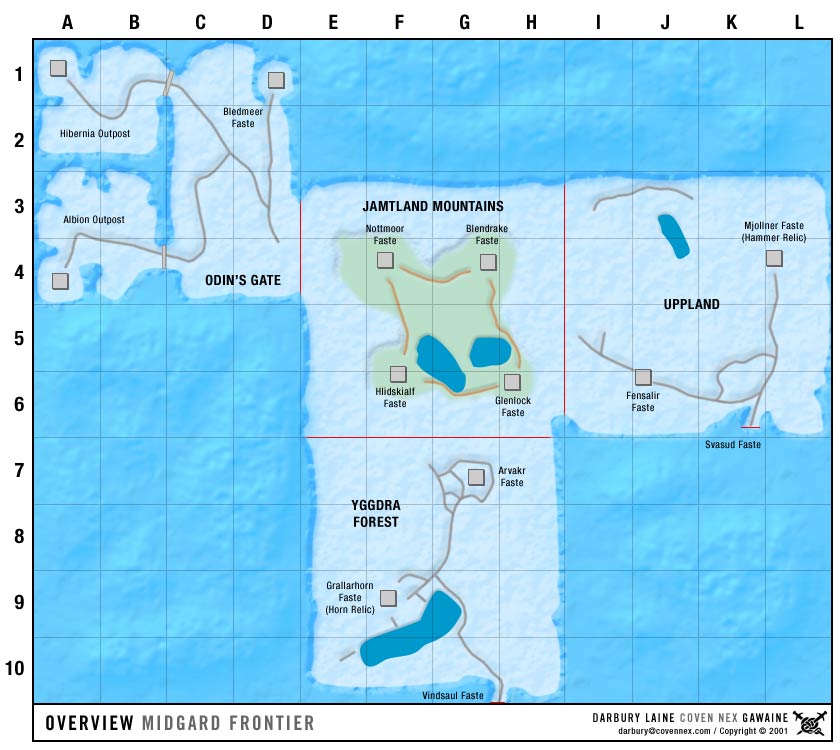 A B C D E F G H I J K L
1
2
3
4
5
6
7
8
9
10
Bledmeer
Faste
Hibernia Outpost
Albion Outpost
ODIN'S GATE
JAMTLAND MOUNTAINS
Nottmoor
Faste
Blendrake
Faste
Hlidskialf
Faste
Glenlock
Faste
Mjollner Faste
(Hammer Relic)
UPPLAND
Fensalir
Faste
Svasud Faste
Arvakr
Faste
YGGDRA
FOREST
Grallarhorn
Faste
(Horn Relic)
Vindsaul Faste
OVERVIEW MIDGARD FRONTIER
DARBURY LAINE COVEN NEX GAWAINE
darbury@covennex.com / Copyright © 2001